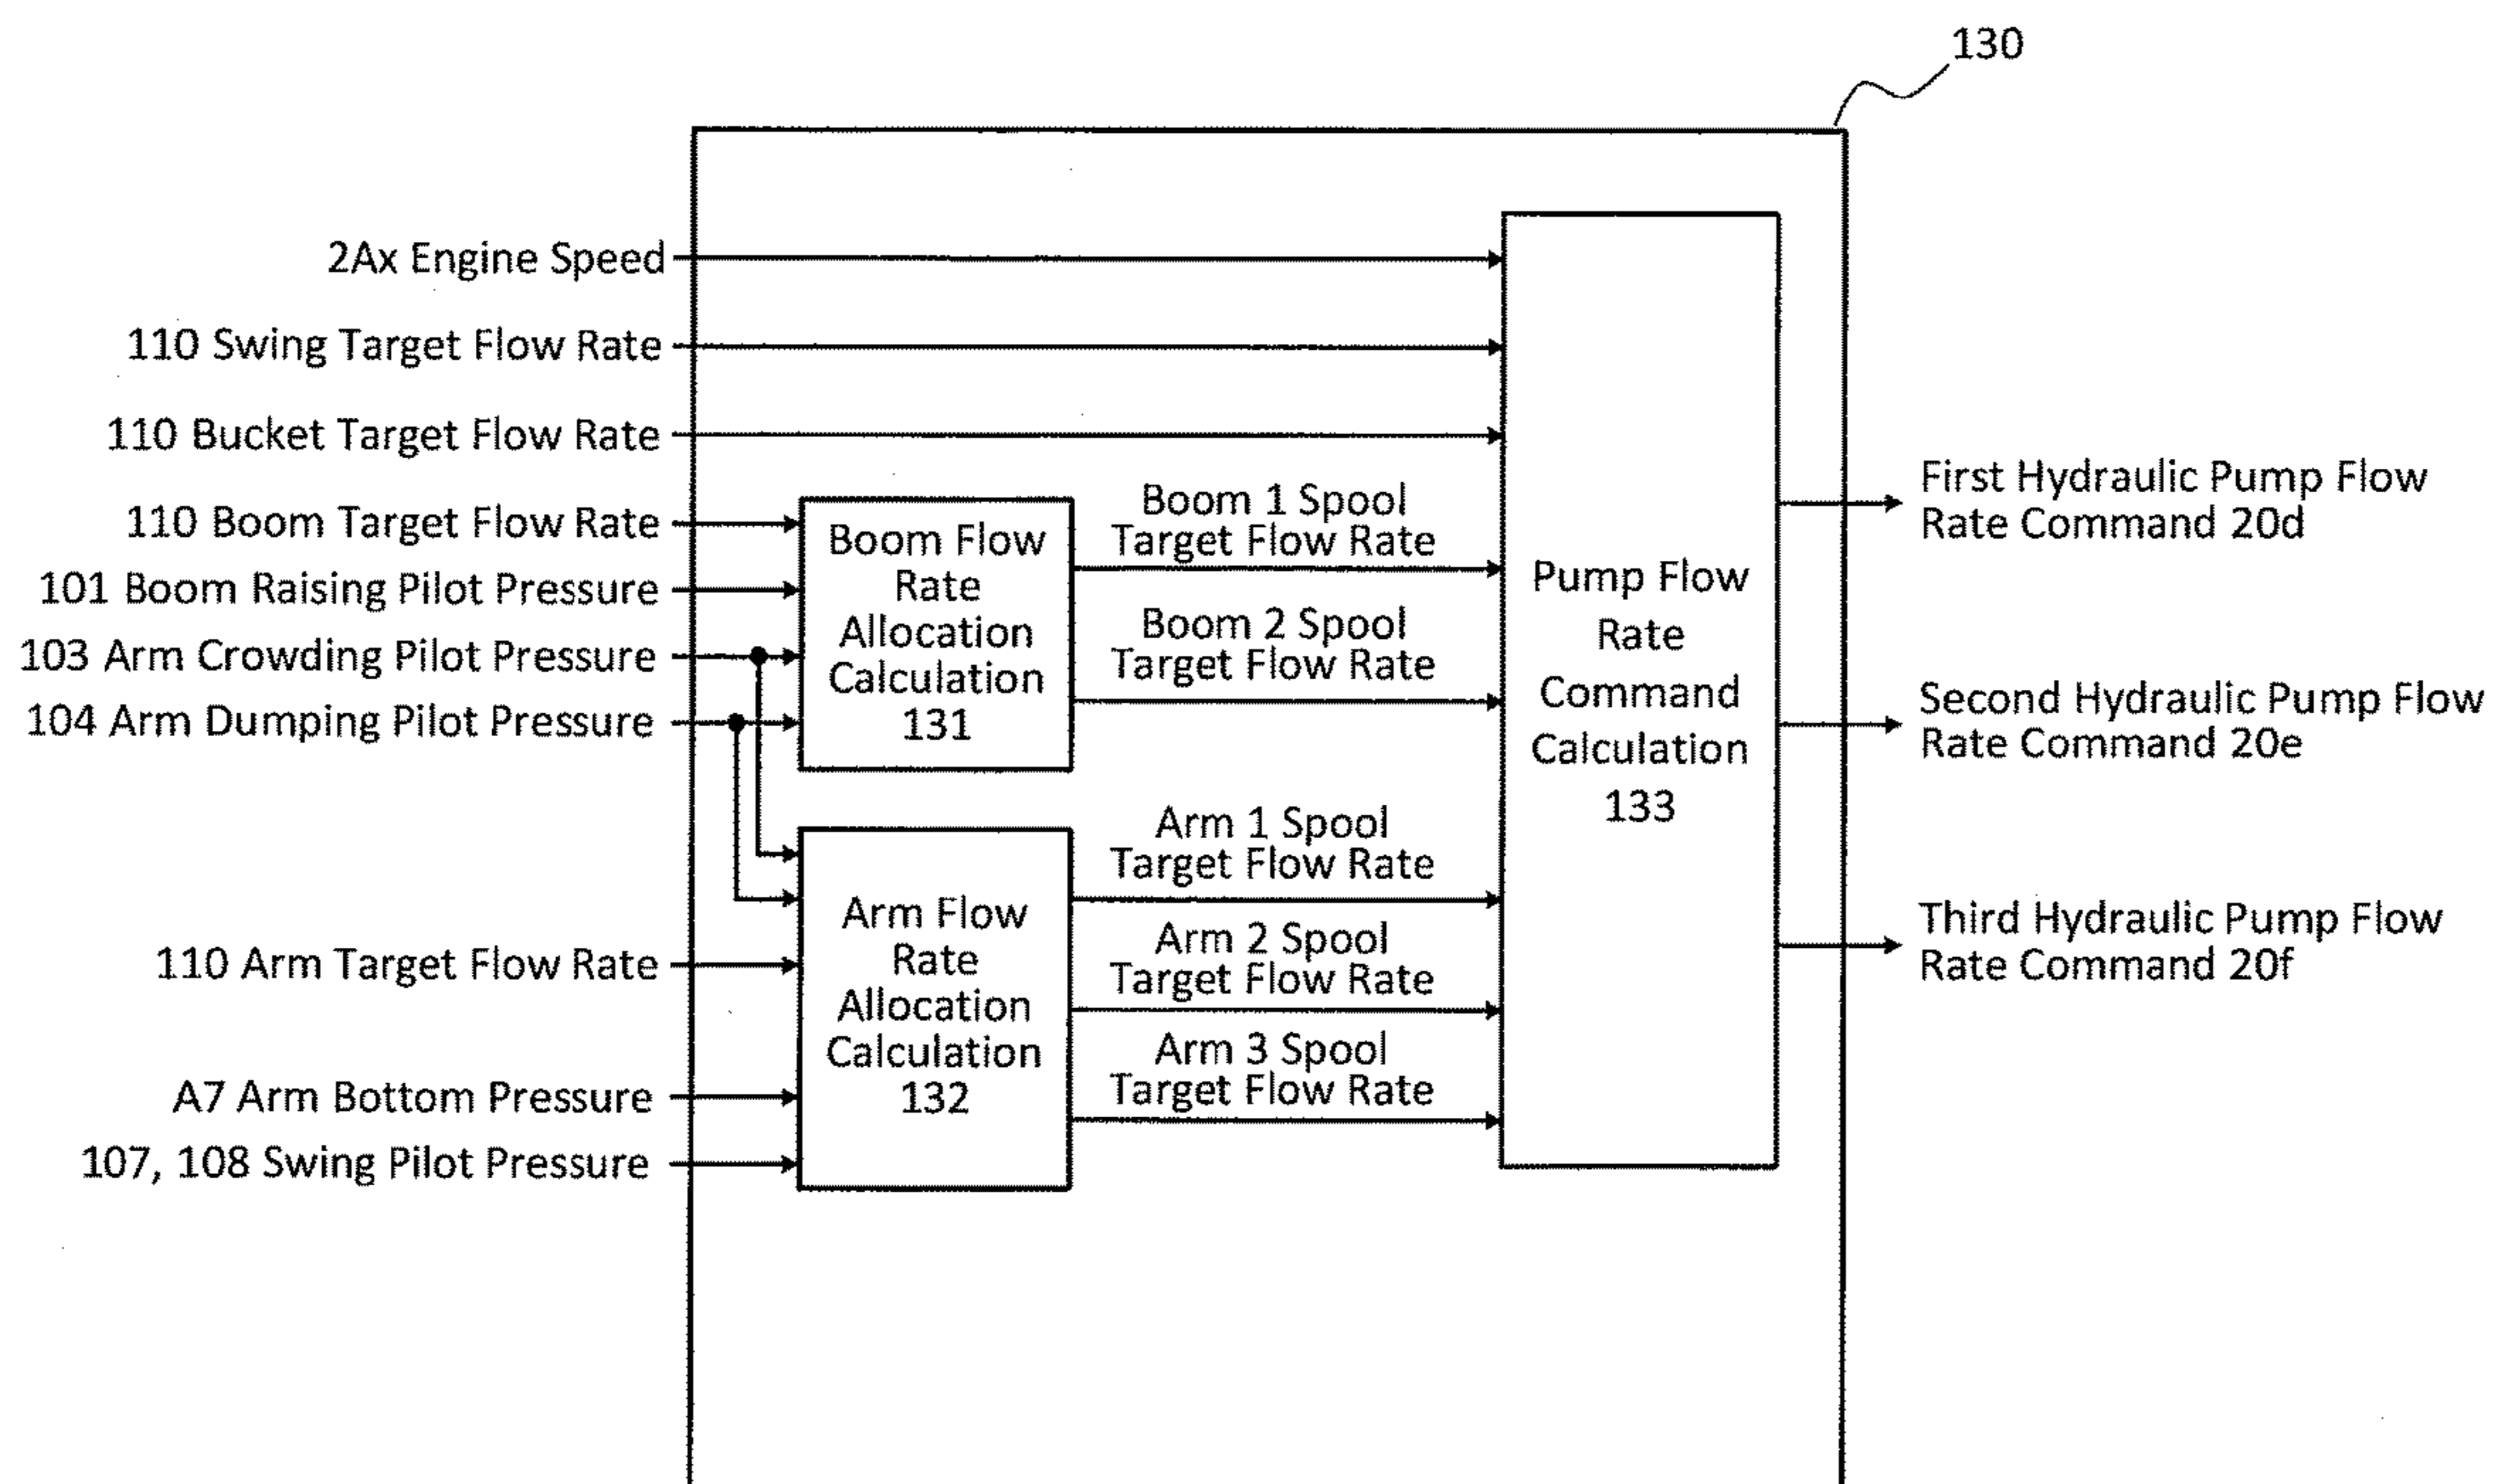 130
2Ax Engine Speed
110 Swing Target Flow Rate
110 Bucket Target Flow Rate
110 Boom Target Flow Rate
101 Boom Raising Pilot Pressure
103 Arm Crowding Pilot Pressure
104 Arm Dumping Pilot Pressure
110 Arm Target Flow Rate
A7 Arm Bottom Pressure
107, 108 Swing Pilot Pressure
Boom Flow
Rate
Allocation
Calculation
131
Arm Flow
Rate
Allocation
Calculation
132
Boom 1 Spool
Target Flow Rate
Boom 2 Spool
Target Flow Rate
Arm 1 Spool
Target Flow Rate
Arm 2 Spool
Target Flow Rate
Arm 3 Spool
Target Flow Rate
Pump Flow
Rate
Command
Calculation
133
First Hydraulic Pump Flow
Rate Command 20d
Second Hydraulic Pump Flow
Rate Command 20e
Third Hydraulic Pump Flow
Rate Command 20f